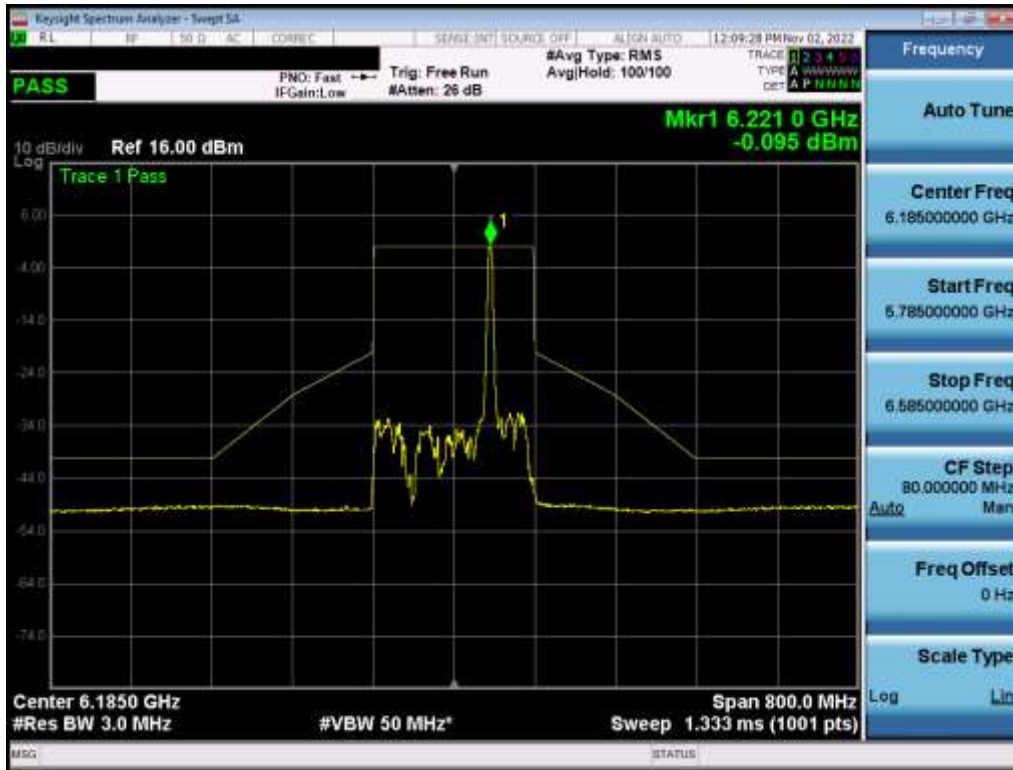 Keysight Spectrum Analyzer - Swept SA
RL RF 50 Ω AC CORREC SENSE:INT SOURCE OFF ALIGN AUTO 12:09:28 PM Nov 02, 2022
PASS
PNO: Fast
IFGain:Low
Trig: Free Run
#Atten: 26 dB
#Avg Type: RMS
Avg|Hold: 100/100
TRACE 1 2 3 4 5 6
TYPE A WWWWW
DET A P N N N N
Mkr1 6.221 0 GHz
-0.095 dBm
10 dB/div Ref 16.00 dBm
Log
Trace 1 Pass
1
6.00
-4.00
-14.0
-24.0
-34.0
-44.0
-54.0
-64.0
-74.0
Center 6.1850 GHz
Span 800.0 MHz
#Res BW 3.0 MHz
#VBW 50 MHz*
Sweep 1.333 ms (1001 pts)
MSG STATUS
Frequency
Auto Tune
Center Freq
6.185000000 GHz
Start Freq
5.785000000 GHz
Stop Freq
6.585000000 GHz
CF Step
80.000000 MHz
Auto Man
Freq Offset
0 Hz
Scale Type
Log Lin